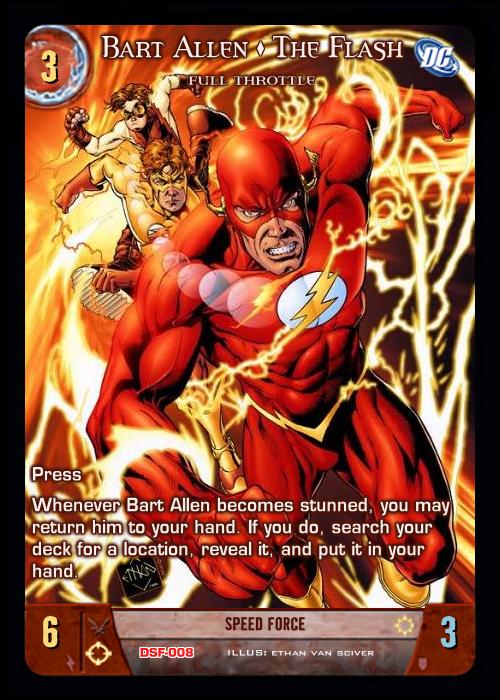 3
BART ALLEN ♦ THE FLASH
DC
FULL THROTTLE
Press
Whenever Bart Allen becomes stunned, you may
return him to your hand. If you do, search your
deck for a location, reveal it, and put it in your
hand.
ETHAN
6
SPEED FORCE
3
DSF-008
ILLUS: ETHAN VAN SCIVER